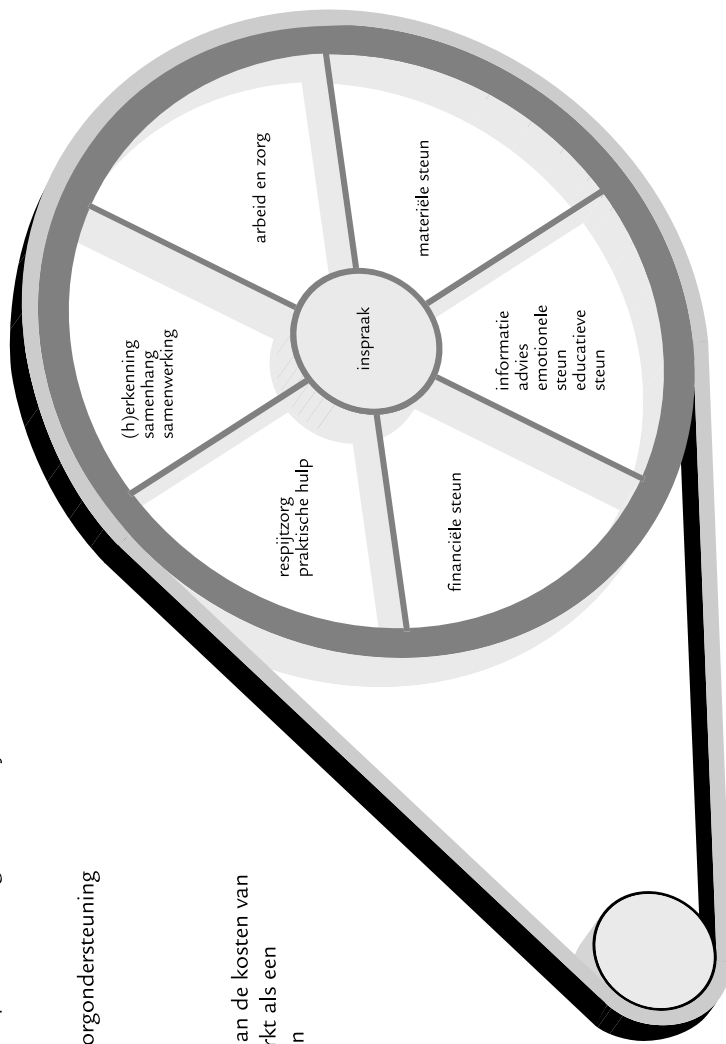 orgondersteuning
an de kosten van
rkt als een
n
(h)erkenning
samenhang
samenwerking
arbeid en zorg
respijtzorg
praktische hulp
inspraak
materiële steun
financiële steun
informatie
advies
emotionele
steun
educatieve
steun